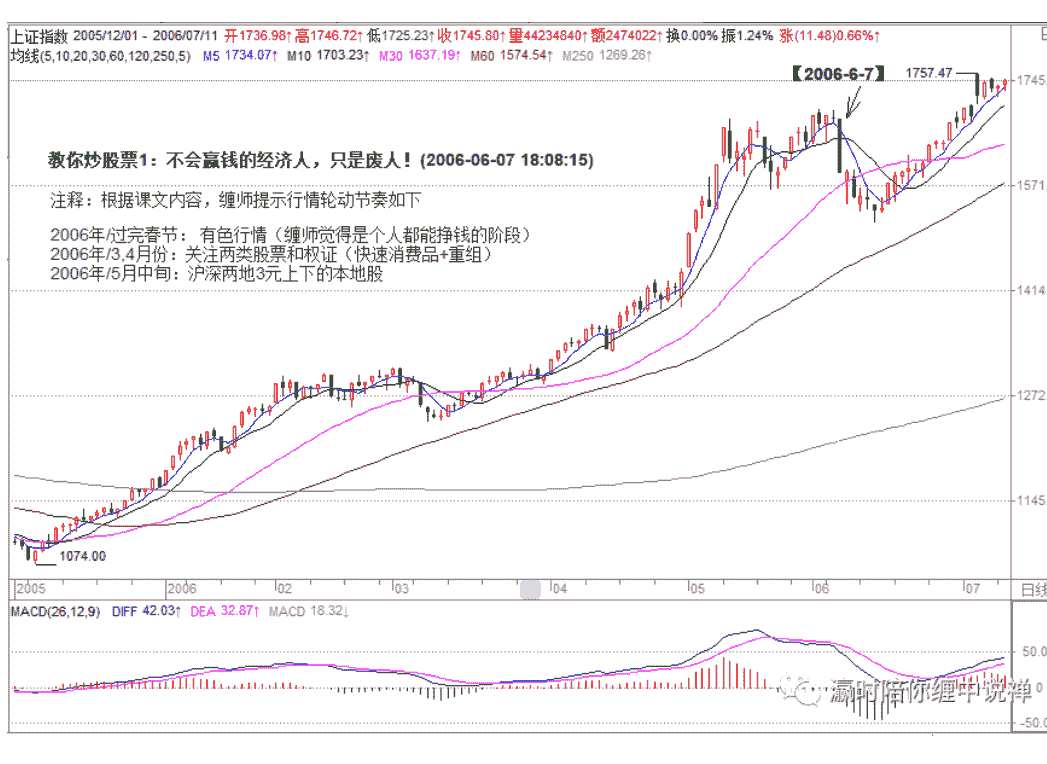 上证指数 2005/12/01 - 2006/07/11 开1736.98↑高1746.72↑低1725.23↑收1745.80↑量44234840↑额2474022↑换0.00%振1.24% 涨(11.48)0.66%↑
均线(5,10,20,30,60,120,250,5) M5 1734.07↑ M10 1703.23↑ M30 1637.19↑ M60 1574.54↑ M250 1269.26↑
【2006-6-7】 1757.47
1745.
教你炒股票1：不会赢钱的经济人，只是废人！(2006-06-07 18:08:15)
1571
注释：根据课文内容，缠师提示行情轮动节奏如下
2006年/过完春节： 有色行情（缠师觉得是个人都能挣钱的阶段）
2006年/3,4月份：关注两类股票和权证（快速消费品+重组）
2006年/5月中旬：沪深两地3元上下的本地股
1414
1272
1145
1074.00
2005 2006 02 03 04 05 06 07 日线
MACD(26,12,9) DIFF 42.03↑ DEA 32.87↑ MACD 18.32↓
50.0
0
瀛时陪你缠中说禅
-50.0